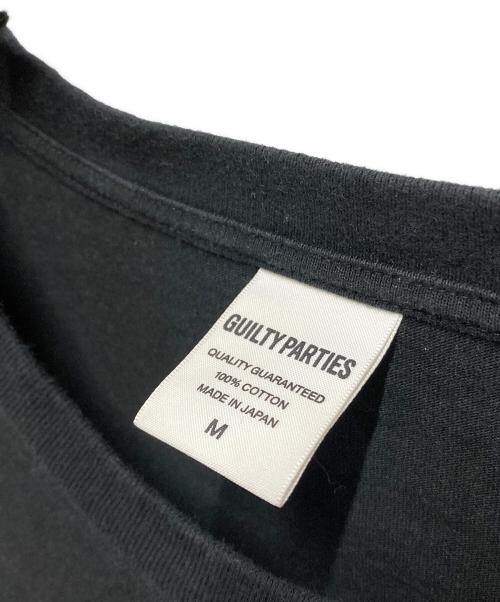 GUILTY PARTIES
QUALITY GUARANTEED
100% COTTON
MADE IN JAPAN
M